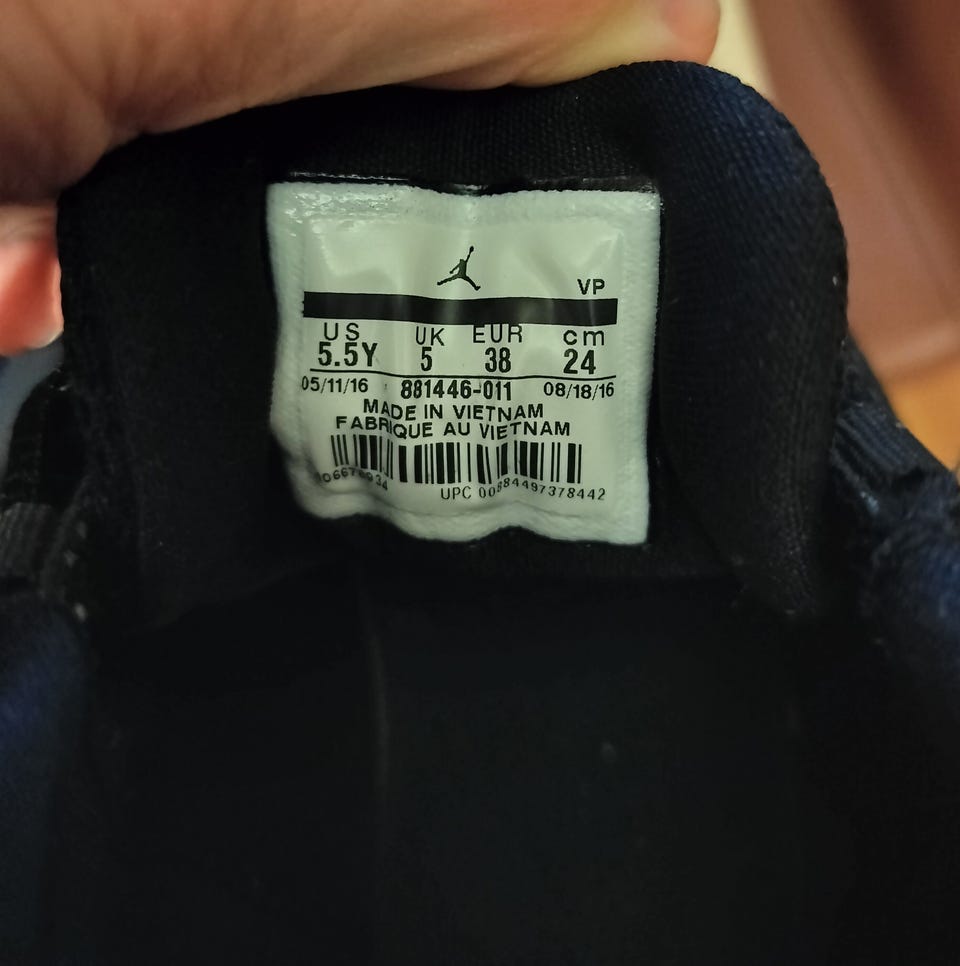 VP
US UK EUR cm
5.5Y 5 38 24
05/11/16 881446-011 08/18/16
MADE IN VIETNAM
FABRIQUE AU VIETNAM
UPC 00884497378442